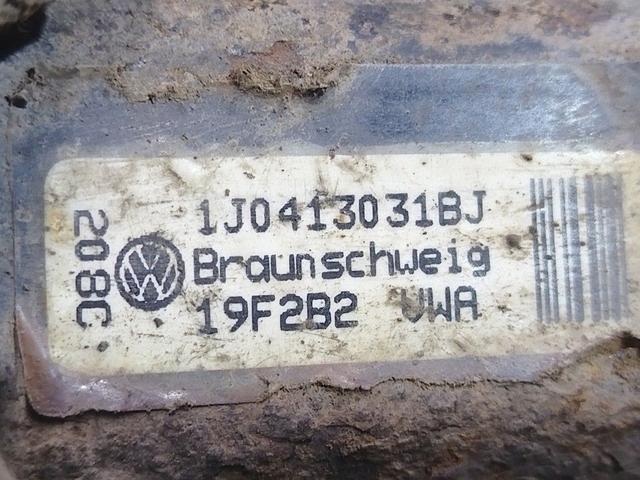 1J0413031BJ
Braunschweig
19F2B2 VWA
208C